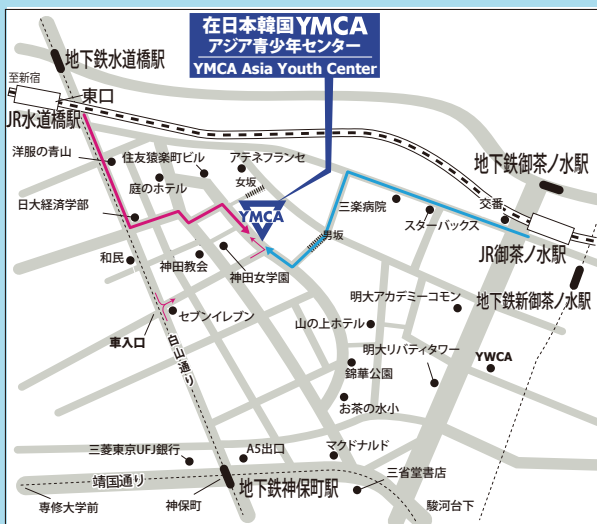 在日本韓国YMCA
アジア青少年センター
YMCA Asia Youth Center
地下鉄水道橋駅
至新宿
東口
JR水道橋駅
洋服の青山
住友猿楽町ビル
アテネフランセ
庭のホテル
女坂
地下鉄御茶ノ水駅
日大経済学部
YMCA
三楽病院
交番
スターバックス
男坂
JR御茶ノ水駅
和民
神田教会
神田女学園
地下鉄新御茶ノ水駅
明大アカデミーコモン
セブンイレブン
車入口
白山通り
山の上ホテル
明大リバティタワー
YWCA
錦華公園
お茶の水小
三菱東京UFJ銀行
A5出口
マクドナルド
靖国通り
地下鉄神保町駅
三省堂書店
専修大学前
神保町
駿河台下